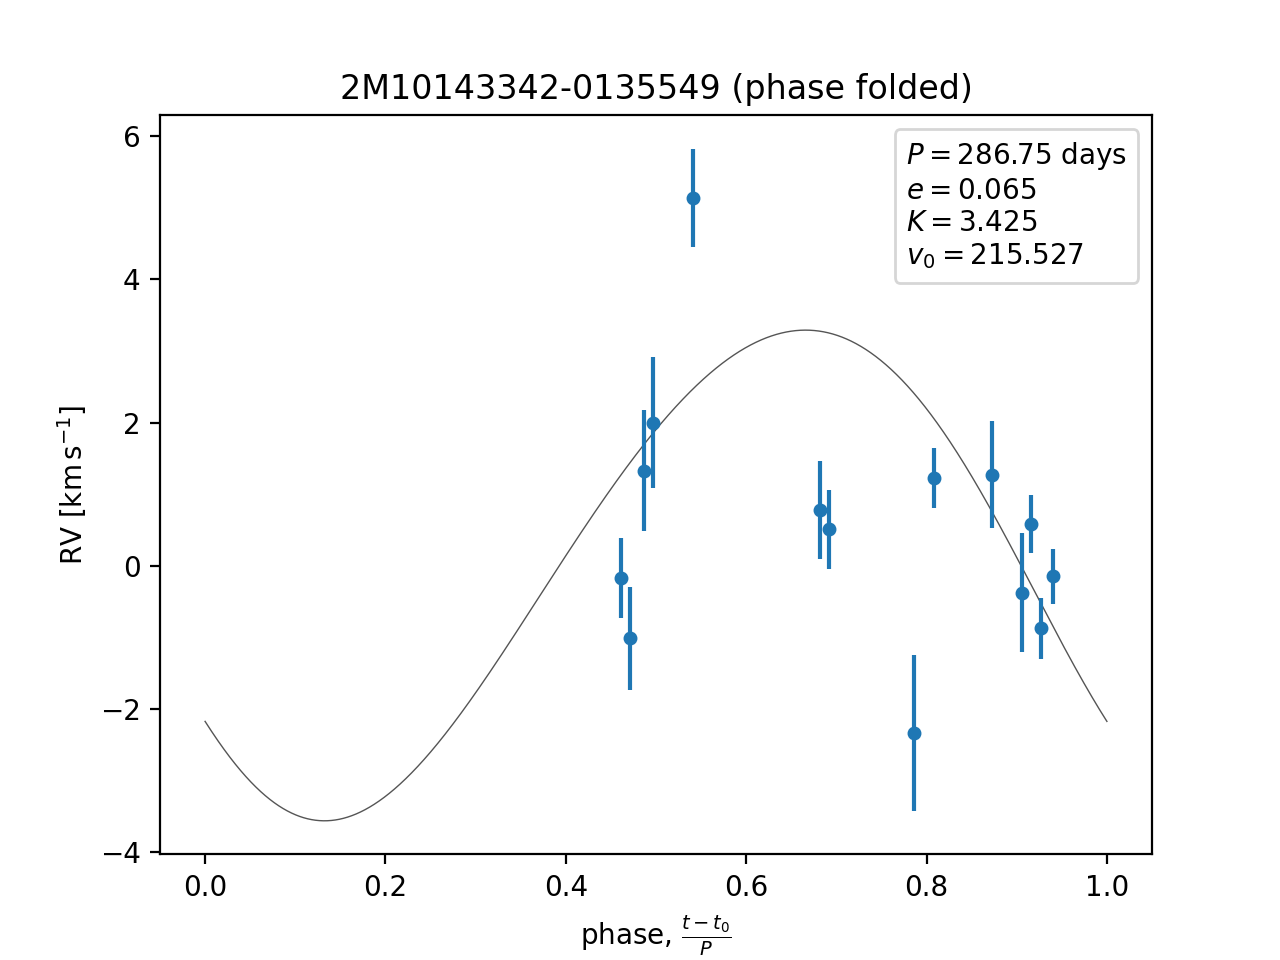 2M10143342-0135549 (phase folded)
P = 286.75 days
e = 0.065
K = 3.425
v₀ = 215.527
RV [km s⁻¹]
6
4
2
0
−2
−4
0.0 0.2 0.4 0.6 0.8 1.0
phase, (t − t₀)/P